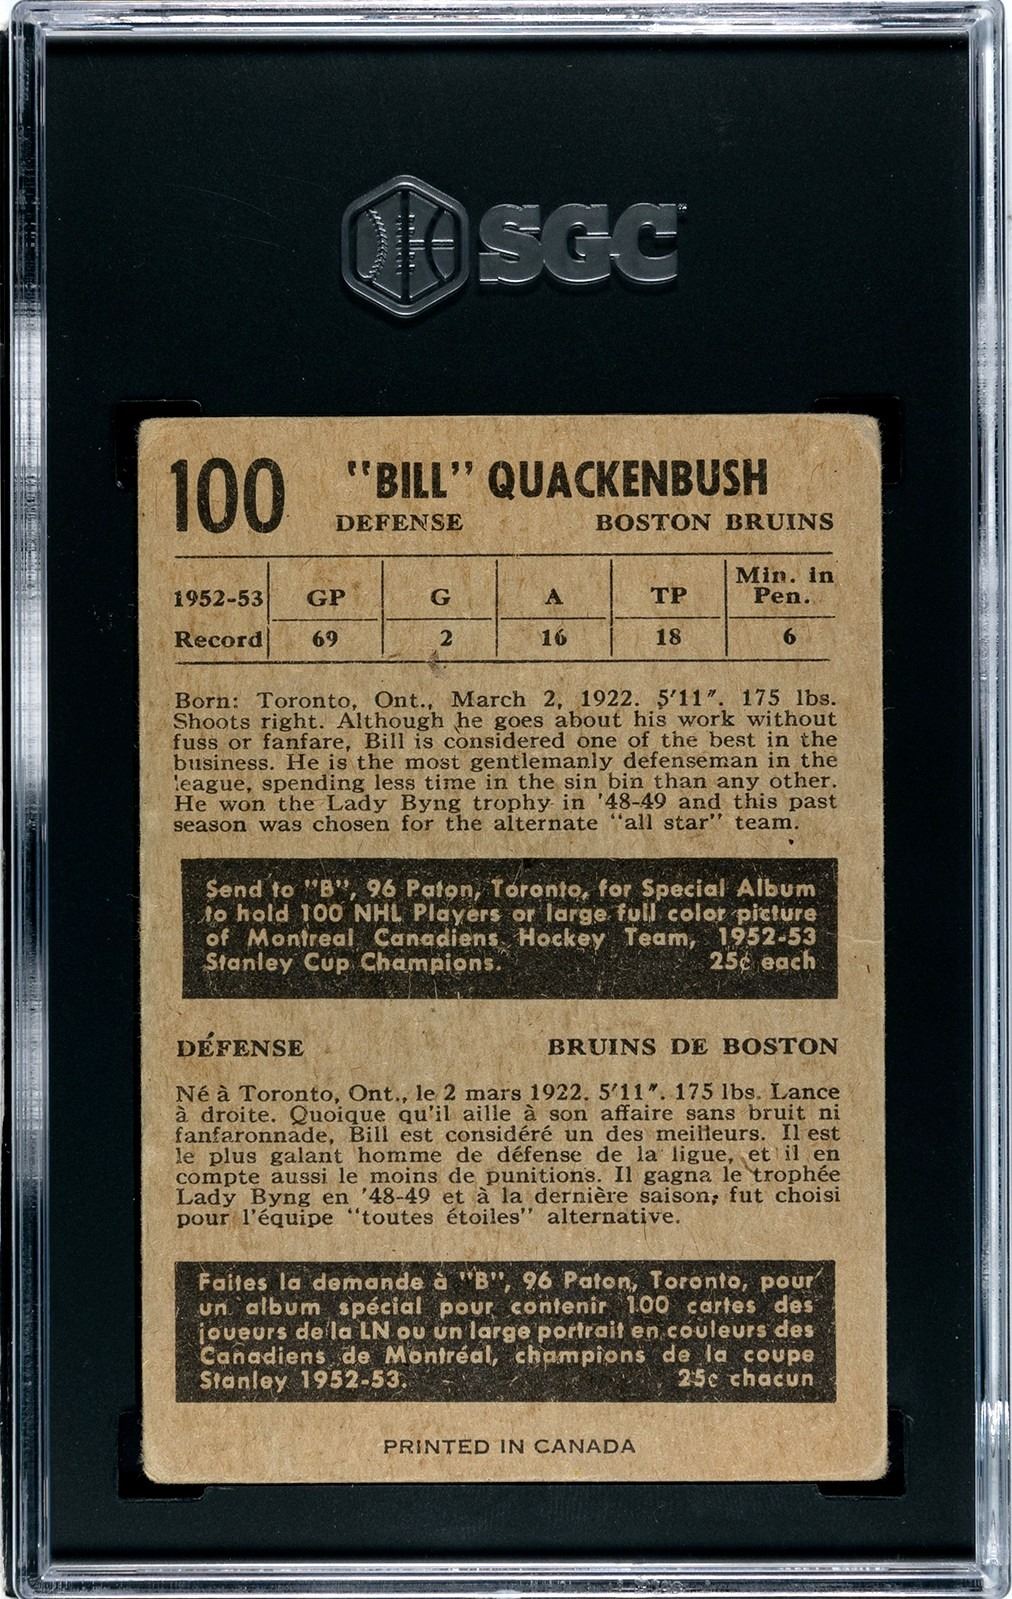 SGC
100 "BILL" QUACKENBUSH
DEFENSE BOSTON BRUINS
1952-53 GP G A TP Min. in Pen.
Record 69 2 16 18 6
Born: Toronto, Ont., March 2, 1922. 5'11". 175 lbs.
Shoots right. Although he goes about his work without
fuss or fanfare, Bill is considered one of the best in the
business. He is the most gentlemanly defenseman in the
league, spending less time in the sin bin than any other.
He won the Lady Byng trophy in '48-49 and this past
season was chosen for the alternate "all star" team.
Send to "B", 96 Paton, Toronto, for Special Album
to hold 100 NHL Players or large full color picture
of Montreal Canadiens Hockey Team, 1952-53
Stanley Cup Champions. 25¢ each
DÉFENSE BRUINS DE BOSTON
Né à Toronto, Ont., le 2 mars 1922. 5'11". 175 lbs. Lance
à droite. Quoique qu'il aille à son affaire sans bruit ni
fanfaronnade, Bill est considéré un des meilleurs. Il est
le plus galant homme de défense de la ligue, et il en
compte aussi le moins de punitions. Il gagna le trophée
Lady Byng en '48-49 et à la dernière saison, fut choisi
pour l'équipe "toutes étoiles" alternative.
Faites la demande à "B", 96 Paton, Toronto, pour
un album spécial pour contenir 100 cartes des
joueurs de la LN ou un large portrait en couleurs des
Canadiens de Montréal, champions de la coupe
Stanley 1952-53. 25c chacun
PRINTED IN CANADA